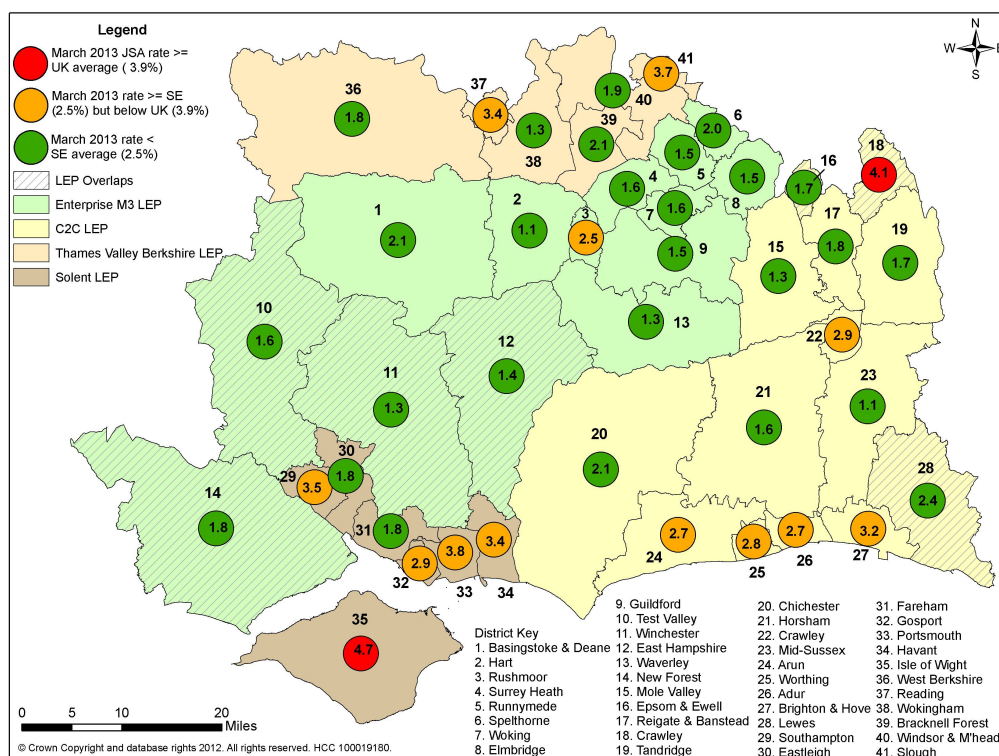 Legend
March 2013 JSA rate >=
UK average ( 3.9%)
March 2013 rate >= SE
(2.5%) but below UK (3.9%)
March 2013 rate <
SE average (2.5%)
LEP Overlaps
Enterprise M3 LEP
C2C LEP
Thames Valley Berkshire LEP
Solent LEP
N
W E
S
36
1.8
37
3.4
1.3
38
39
2.1
1.9
40
3.7
41
6
2.0
1.5
5
4
1.6
7
1.6
1.5
8
16
1.7
18
4.1
17
1.8
19
1.7
1
2.1
2
1.1
3
2.5
1.5
9
15
1.3
10
1.6
12
1.4
1.3
13
22
2.9
11
1.3
21
1.6
23
1.1
20
2.1
30
1.8
29
3.5
14
1.8
31
1.8
32
2.9
3.8
33
3.4
34
24
2.7
2.8
25
2.7
26
3.2
27
28
2.4
35
4.7
0 5 10 20
Miles
© Crown Copyright and database rights 2012. All rights reserved. HCC 100019180.
District Key
1. Basingstoke & Deane
2. Hart
3. Rushmoor
4. Surrey Heath
5. Runnymede
6. Spelthorne
7. Woking
8. Elmbridge
9. Guildford
10. Test Valley
11. Winchester
12. East Hampshire
13. Waverley
14. New Forest
15. Mole Valley
16. Epsom & Ewell
17. Reigate & Banstead
18. Crawley
19. Tandridge
20. Chichester
21. Horsham
22. Crawley
23. Mid-Sussex
24. Arun
25. Worthing
26. Adur
27. Brighton & Hove
28. Lewes
29. Southampton
30. Eastleigh
31. Fareham
32. Gosport
33. Portsmouth
34. Havant
35. Isle of Wight
36. West Berkshire
37. Reading
38. Wokingham
39. Bracknell Forest
40. Windsor & M'head
41. Slough